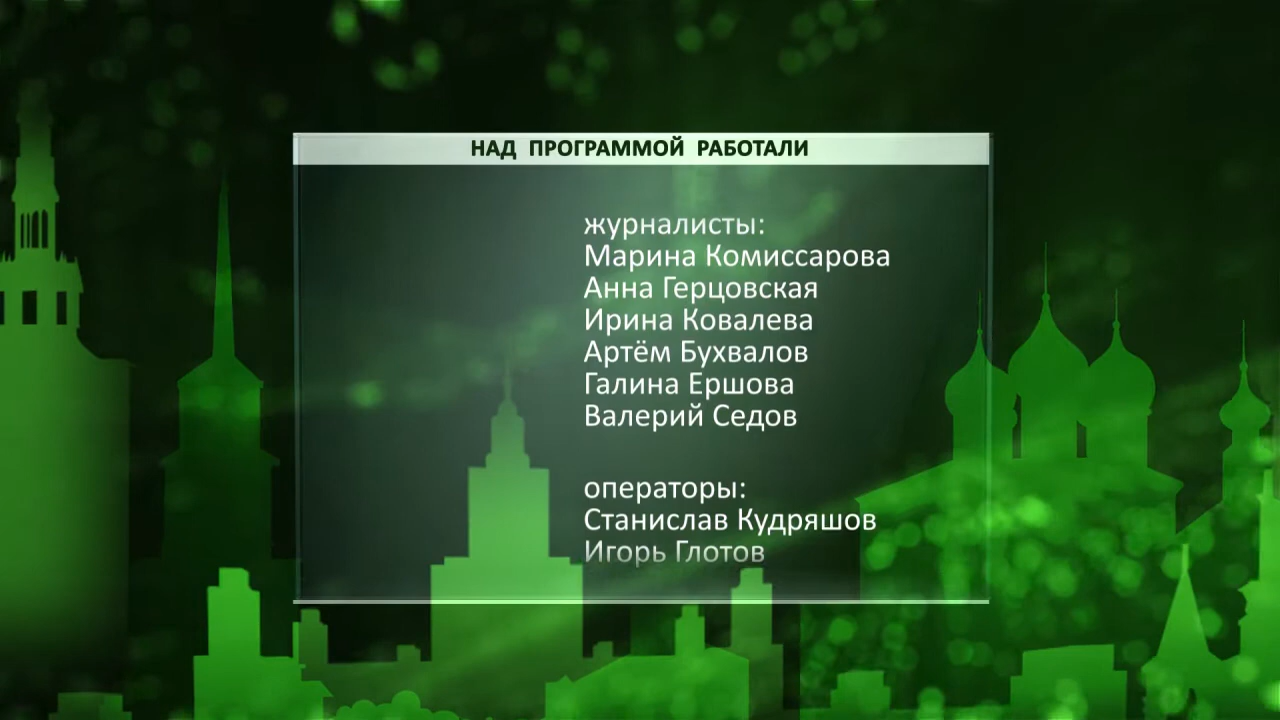 НАД ПРОГРАММОЙ РАБОТАЛИ
журналисты:
Марина Комиссарова
Анна Герцовская
Ирина Ковалева
Артём Бухвалов
Галина Ершова
Валерий Седов
операторы:
Станислав Кудряшов
Игорь Глотов